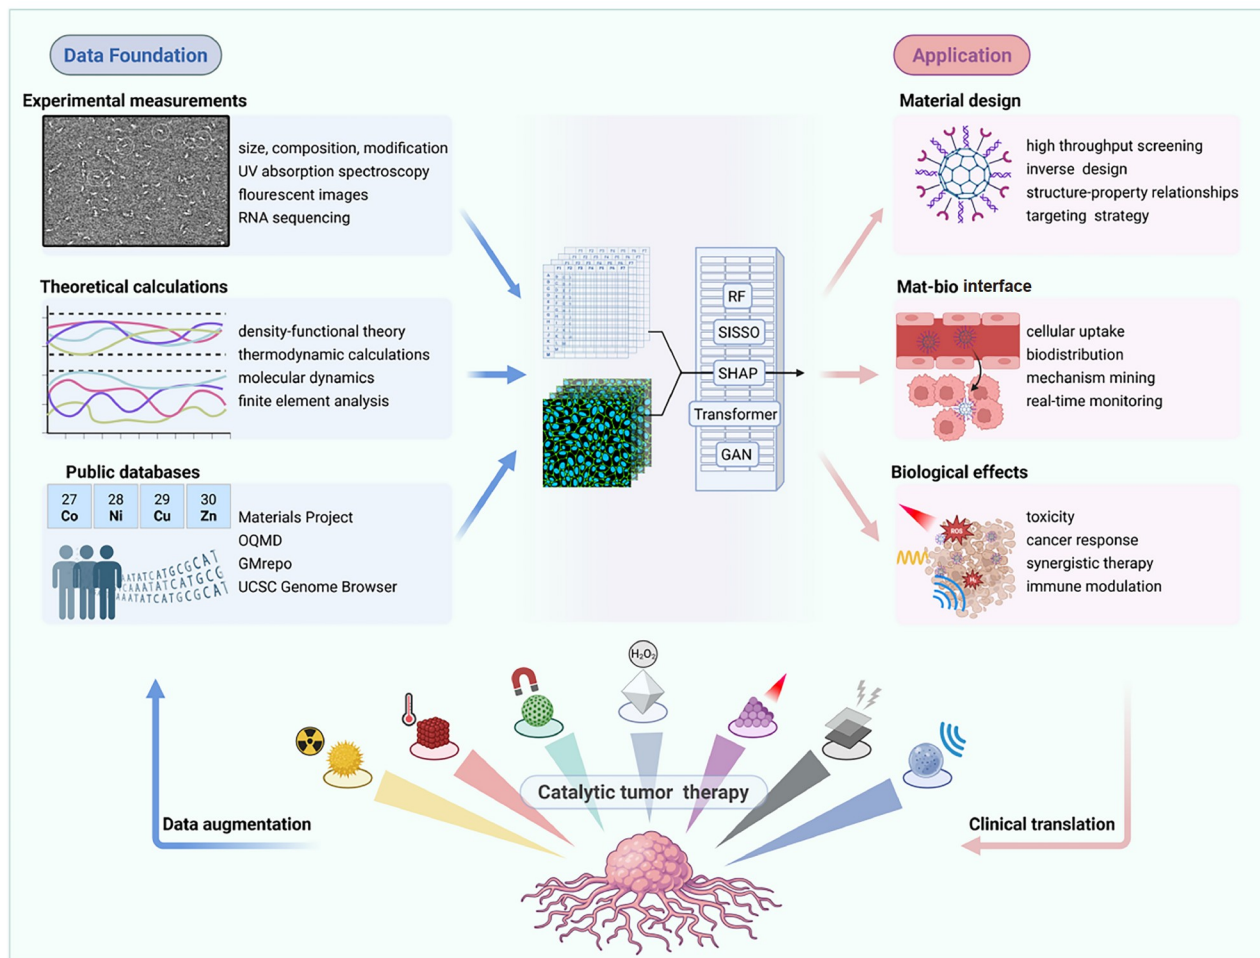 Data Foundation
Experimental measurements
size, composition, modification
UV absorption spectroscopy
flourescent images
RNA sequencing
Theoretical calculations
density-functional theory
thermodynamic calculations
molecular dynamics
finite element analysis
Public databases
27 28 29 30
Co Ni Cu Zn
Materials Project
OQMD
GMrepo
UCSC Genome Browser
AATATCATGCGCAT
CAAATATCATGCGCG
AAATATCATGCGCAT
RF
SISSO
SHAP
Transformer
GAN
Application
Material design
high throughput screening
inverse design
structure-property relationships
targeting strategy
Mat-bio interface
cellular uptake
biodistribution
mechanism mining
real-time monitoring
Biological effects
toxicity
cancer response
synergistic therapy
immune modulation
ROS
H₂O₂
Catalytic tumor therapy
Data augmentation
Clinical translation